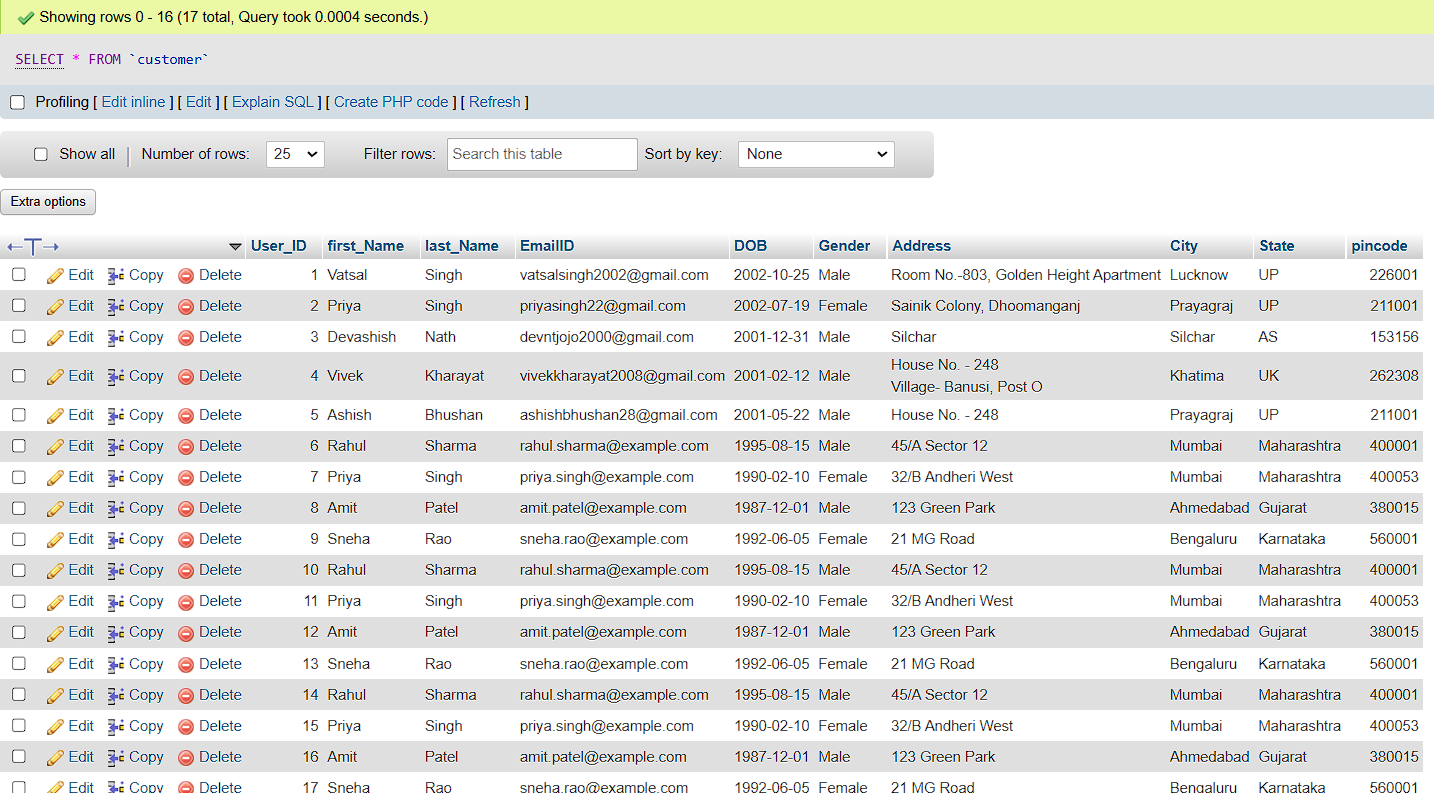 Showing rows 0 - 16 (17 total, Query took 0.0004 seconds.)
SELECT * FROM `customer`
Profiling [ Edit inline ] [ Edit ] [ Explain SQL ] [ Create PHP code ] [ Refresh ]
Show all | Number of rows: 25 Filter rows: Search this table Sort by key: None
Extra options
←T→ User_ID first_Name last_Name EmailID DOB Gender Address City State pincode
Edit Copy Delete 1 Vatsal Singh vatsalsingh2002@gmail.com 2002-10-25 Male Room No.-803, Golden Height Apartment Lucknow UP 226001
Edit Copy Delete 2 Priya Singh priyasingh22@gmail.com 2002-07-19 Female Sainik Colony, Dhoomanganj Prayagraj UP 211001
Edit Copy Delete 3 Devashish Nath devntjojo2000@gmail.com 2001-12-31 Male Silchar Silchar AS 153156
Edit Copy Delete 4 Vivek Kharayat vivekkharayat2008@gmail.com 2001-02-12 Male House No. - 248
Village- Banusi, Post O Khatima UK 262308
Edit Copy Delete 5 Ashish Bhushan ashishbhushan28@gmail.com 2001-05-22 Male House No. - 248 Prayagraj UP 211001
Edit Copy Delete 6 Rahul Sharma rahul.sharma@example.com 1995-08-15 Male 45/A Sector 12 Mumbai Maharashtra 400001
Edit Copy Delete 7 Priya Singh priya.singh@example.com 1990-02-10 Female 32/B Andheri West Mumbai Maharashtra 400053
Edit Copy Delete 8 Amit Patel amit.patel@example.com 1987-12-01 Male 123 Green Park Ahmedabad Gujarat 380015
Edit Copy Delete 9 Sneha Rao sneha.rao@example.com 1992-06-05 Female 21 MG Road Bengaluru Karnataka 560001
Edit Copy Delete 10 Rahul Sharma rahul.sharma@example.com 1995-08-15 Male 45/A Sector 12 Mumbai Maharashtra 400001
Edit Copy Delete 11 Priya Singh priya.singh@example.com 1990-02-10 Female 32/B Andheri West Mumbai Maharashtra 400053
Edit Copy Delete 12 Amit Patel amit.patel@example.com 1987-12-01 Male 123 Green Park Ahmedabad Gujarat 380015
Edit Copy Delete 13 Sneha Rao sneha.rao@example.com 1992-06-05 Female 21 MG Road Bengaluru Karnataka 560001
Edit Copy Delete 14 Rahul Sharma rahul.sharma@example.com 1995-08-15 Male 45/A Sector 12 Mumbai Maharashtra 400001
Edit Copy Delete 15 Priya Singh priya.singh@example.com 1990-02-10 Female 32/B Andheri West Mumbai Maharashtra 400053
Edit Copy Delete 16 Amit Patel amit.patel@example.com 1987-12-01 Male 123 Green Park Ahmedabad Gujarat 380015
Edit Copy Delete 17 Sneha Rao sneha.rao@example.com 1992-06-05 Female 21 MG Road Bengaluru Karnataka 560001